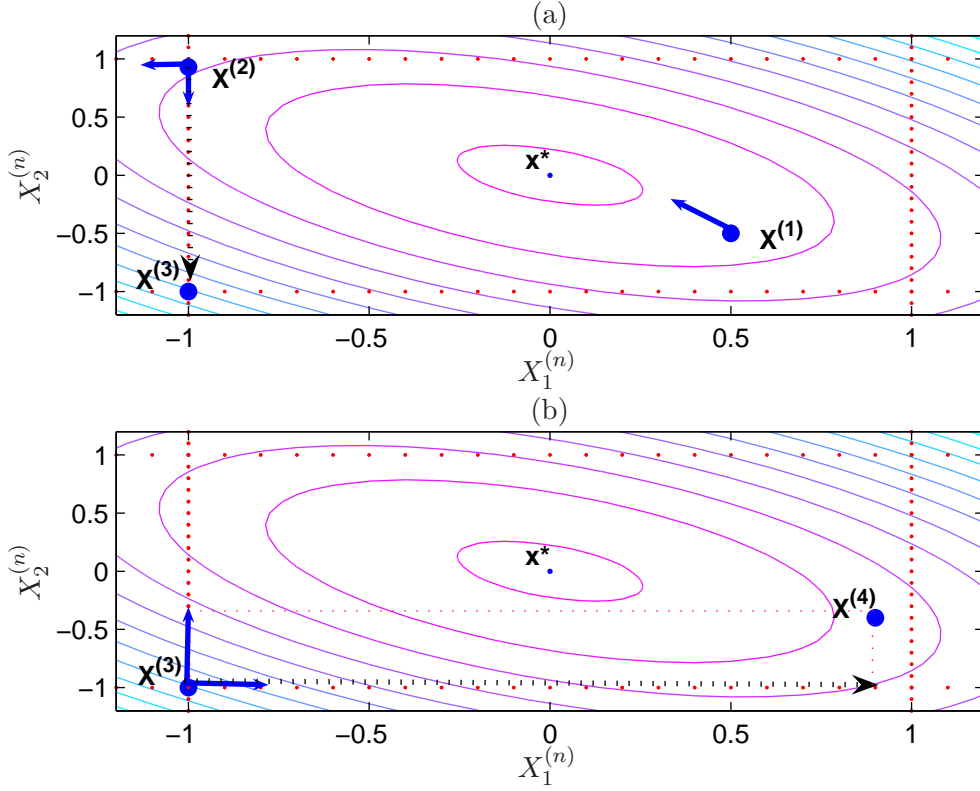 (a)
X_2^{(n)}
1
0.5
0
−0.5
−1
X^{(2)}
x*
X^{(1)}
X^{(3)}
−1 −0.5 0 0.5 1
X_1^{(n)}
(b)
X_2^{(n)}
1
0.5
0
−0.5
−1
x*
X^{(4)}
X^{(3)}
−1 −0.5 0 0.5 1
X_1^{(n)}